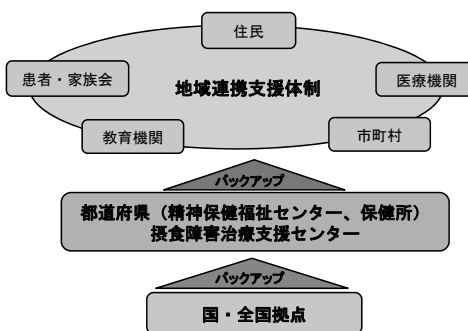 住民
患者・家族会
医療機関
地域連携支援体制
教育機関
市町村
バックアップ
都道府県（精神保健福祉センター、保健所）
摂食障害治療支援センター
バックアップ
国・全国拠点